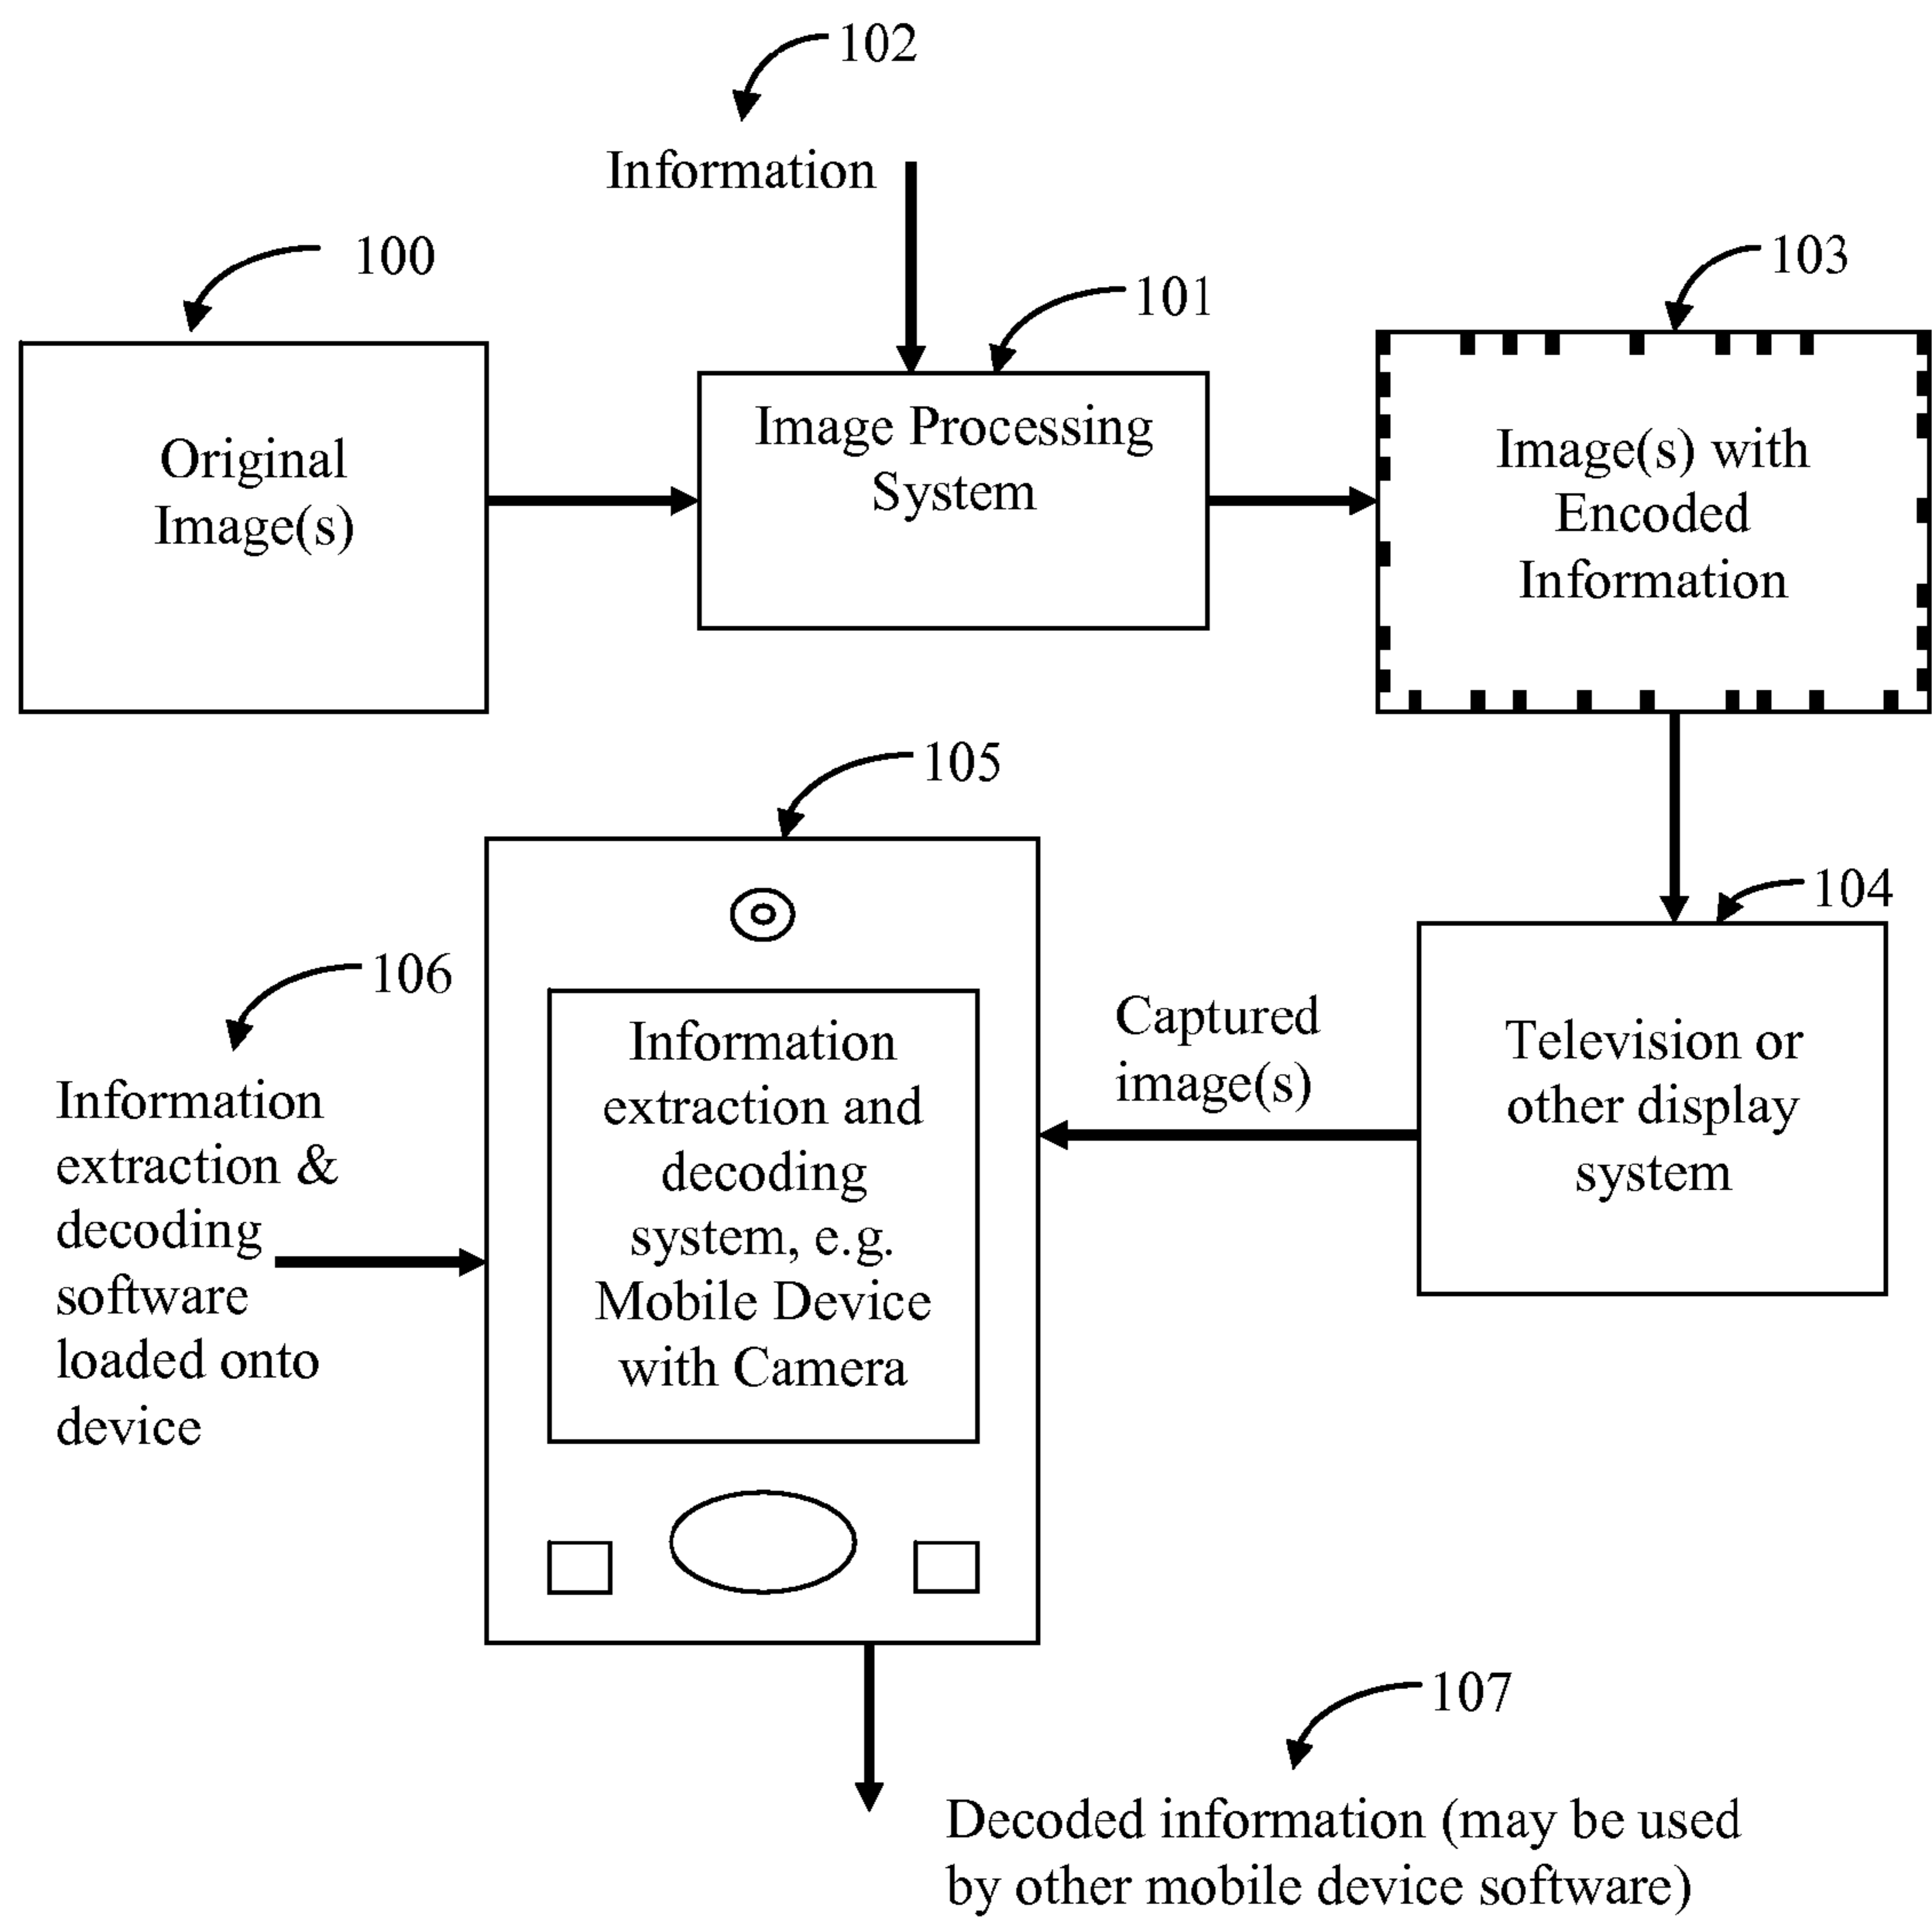 102
Information
100
101
103
Original
Image(s)
Image Processing
System
Image(s) with
Encoded
Information
105
104
106
Information
extraction &
decoding
software
loaded onto
device
Information
extraction and
decoding
system, e.g.
Mobile Device
with Camera
Captured
image(s)
Television or
other display
system
107
Decoded information (may be used
by other mobile device software)